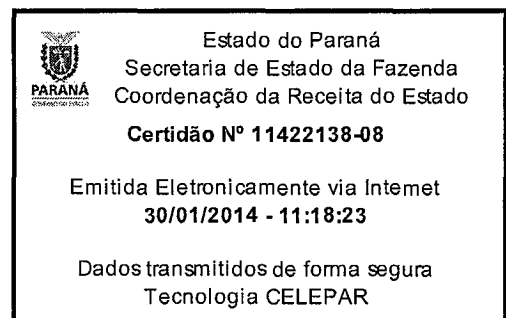 Estado do Paraná
Secretaria de Estado da Fazenda
PARANÁ
Coordenação da Receita do Estado
Certidão Nº 11422138-08
Emitida Eletronicamente via Internet
30/01/2014 - 11:18:23
Dados transmitidos de forma segura
Tecnologia CELEPAR